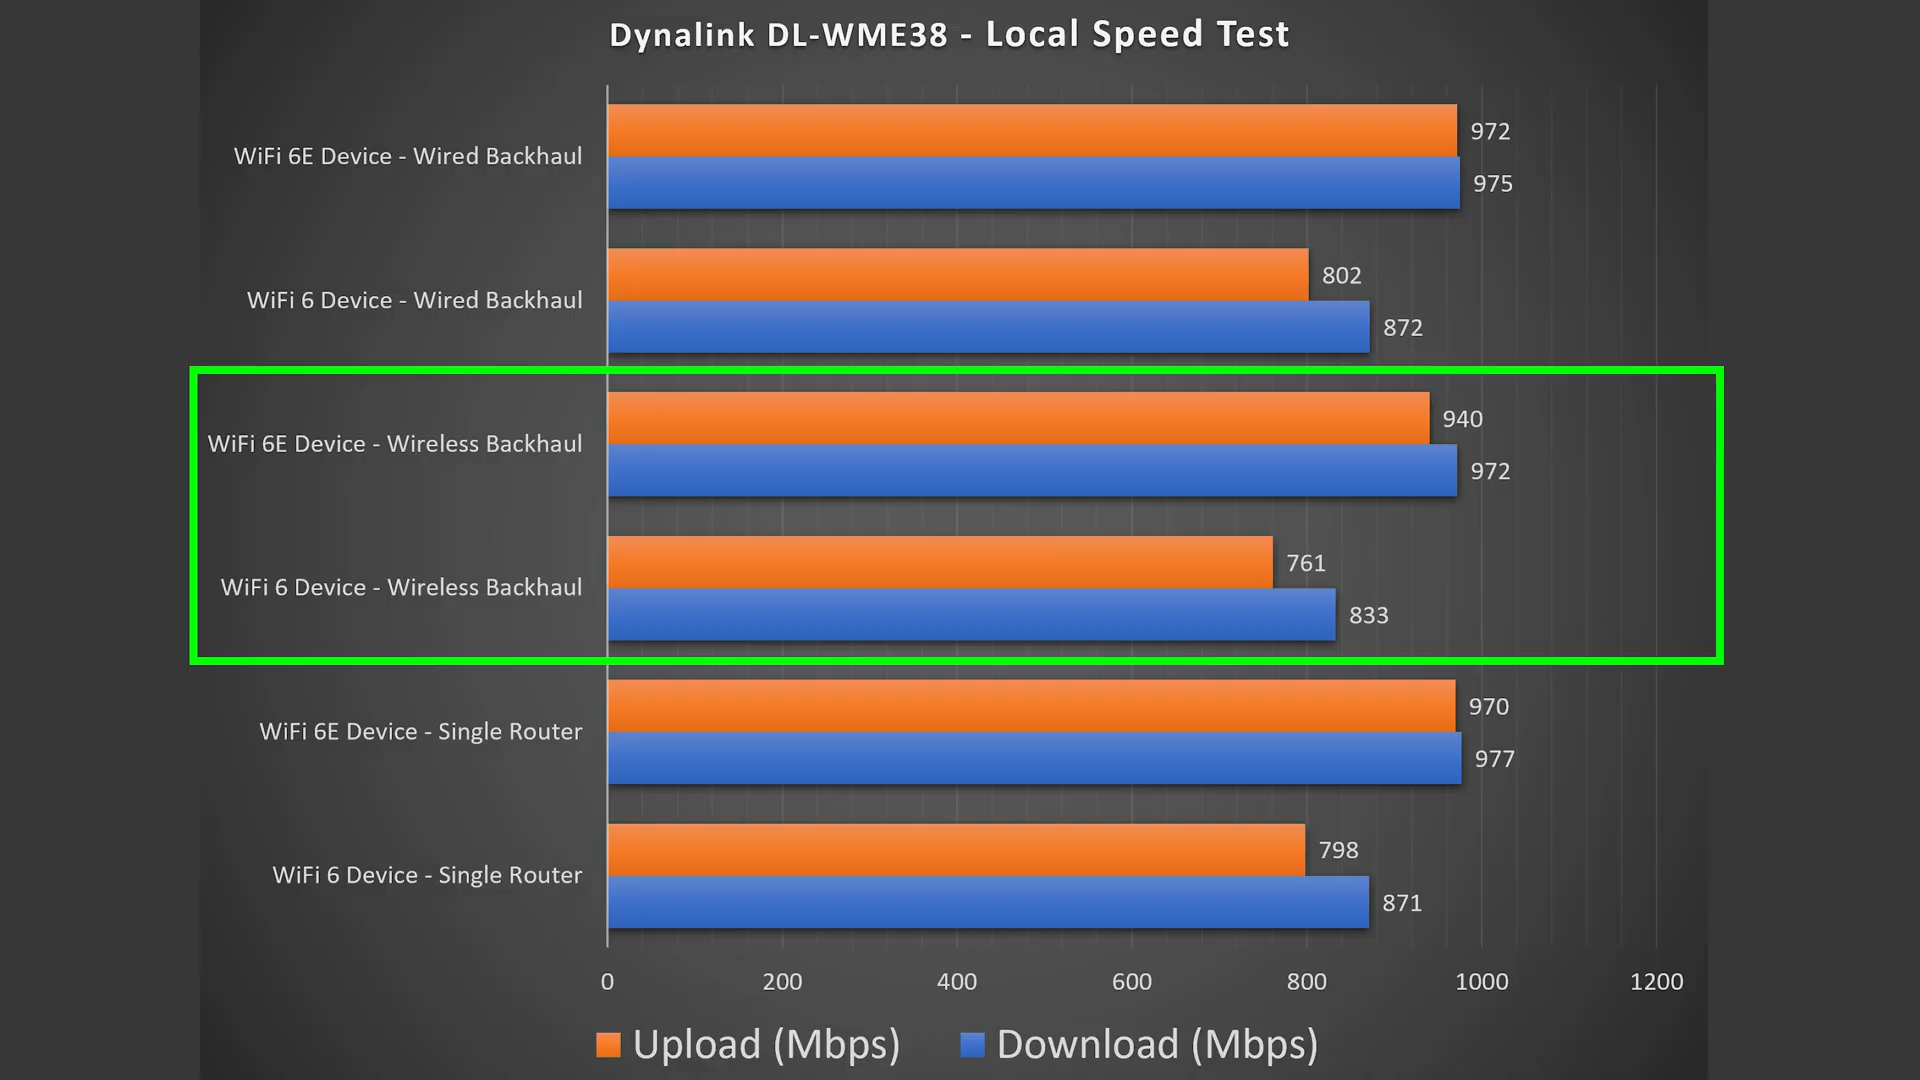 Dynalink DL-WME38 - Local Speed Test
WiFi 6E Device - Wired Backhaul
972
975
WiFi 6 Device - Wired Backhaul
802
872
WiFi 6E Device - Wireless Backhaul
940
972
WiFi 6 Device - Wireless Backhaul
761
833
WiFi 6E Device - Single Router
970
977
WiFi 6 Device - Single Router
798
871
0 200 400 600 800 1000 1200
Upload (Mbps) Download (Mbps)